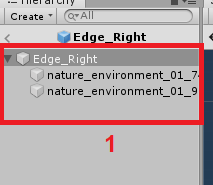 Hierarchy
Create All
Edge_Right
Edge_Right
nature_environment_01_7
nature_environment_01_9
1